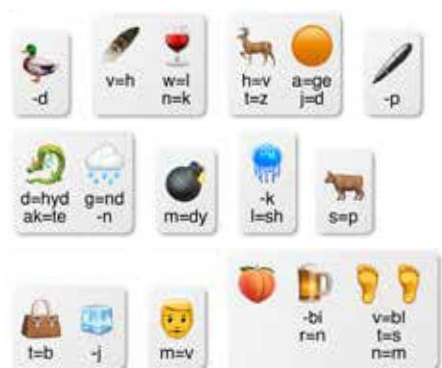 -d
v=h w=l
n=k
h=v a=ge
t=z j=d
-p
d=hyd g=nd
ak=te -n
m=dy
-k
l=sh
s=p
t=b -j
m=v
-bi v=bl
r=n t=s
n=m